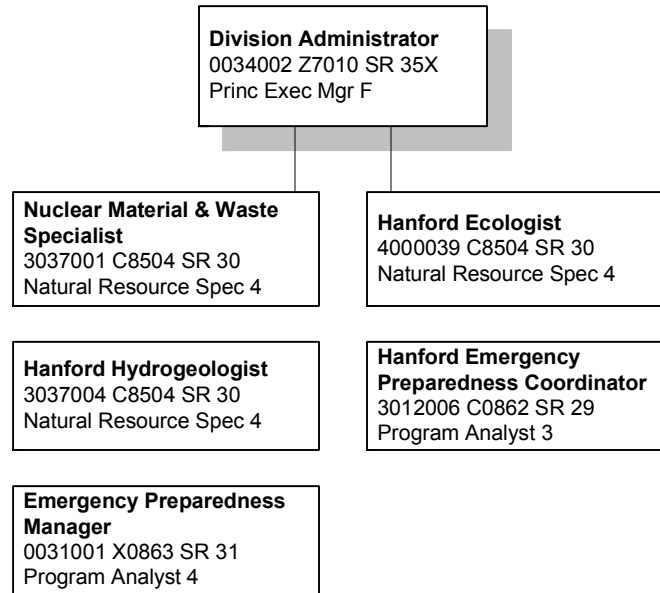 Division Administrator
0034002 Z7010 SR 35X
Princ Exec Mgr F
Nuclear Material & Waste
Specialist
3037001 C8504 SR 30
Natural Resource Spec 4
Hanford Ecologist
4000039 C8504 SR 30
Natural Resource Spec 4
Hanford Hydrogeologist
3037004 C8504 SR 30
Natural Resource Spec 4
Hanford Emergency
Preparedness Coordinator
3012006 C0862 SR 29
Program Analyst 3
Emergency Preparedness
Manager
0031001 X0863 SR 31
Program Analyst 4